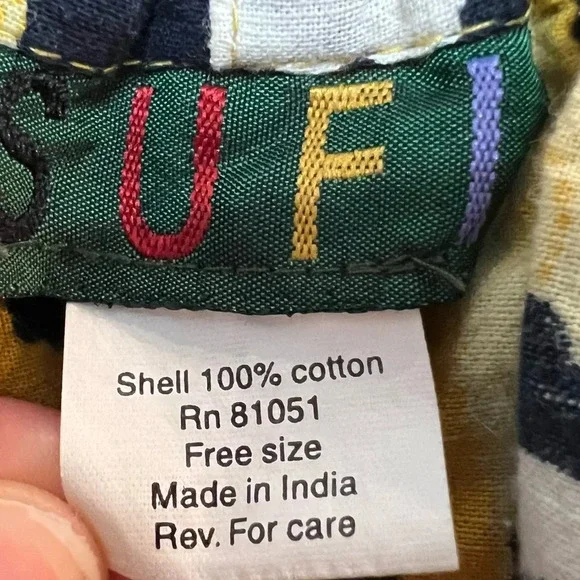 SUFI
Shell 100% cotton
Rn 81051
Free size
Made in India
Rev. For care